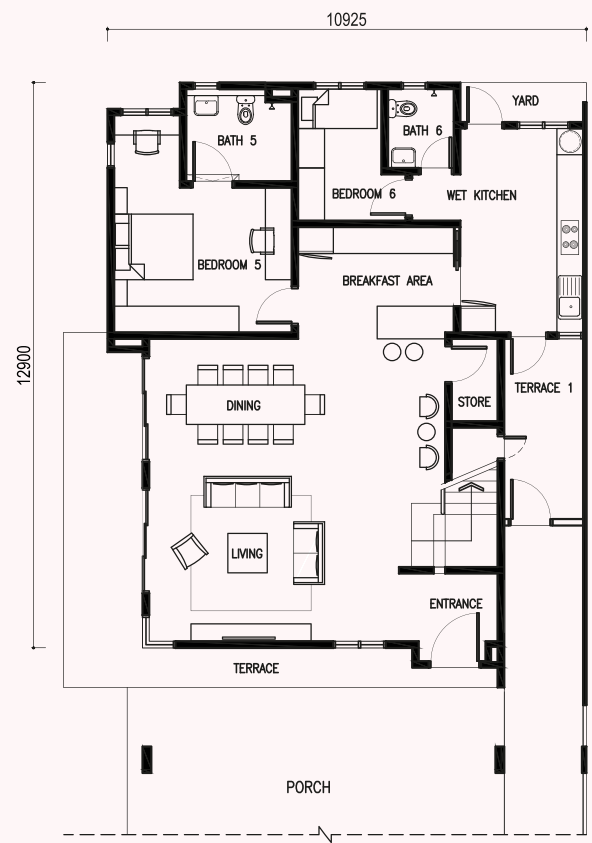 10925
YARD
BATH 5
BATH 6
BEDROOM 6
WET KITCHEN
BEDROOM 5
BREAKFAST AREA
12900
TERRACE 1
DINING
STORE
LIVING
ENTRANCE
TERRACE
PORCH